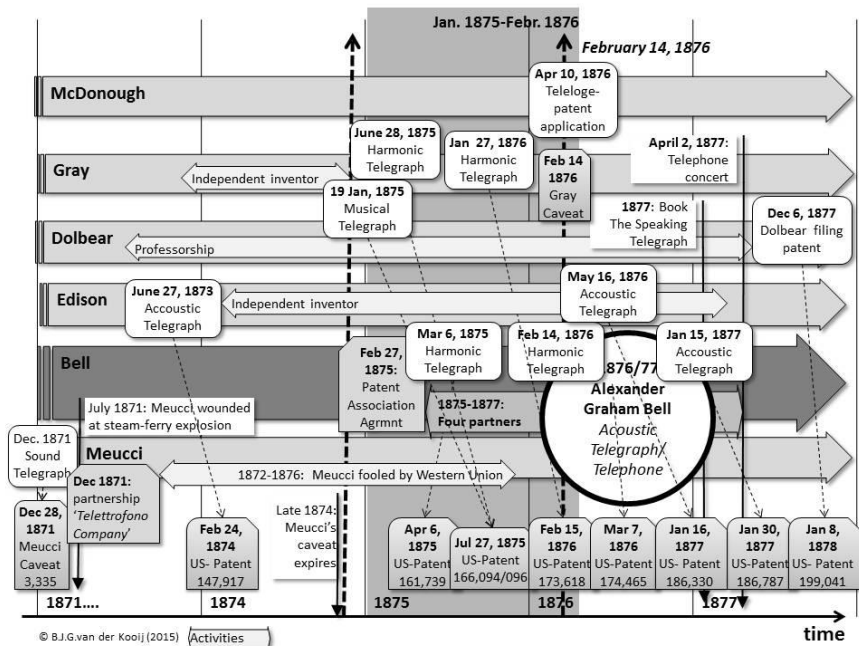 Jan. 1875-Febr. 1876
February 14, 1876
McDonough
Apr 10, 1876
Teleloge-
patent
application
Gray
Independent inventor
June 28, 1875
Harmonic
Telegraph
Jan 27, 1876
Harmonic
Telegraph
Feb 14
1876
Gray
Caveat
April 2, 1877:
Telephone
concert
19 Jan, 1875
Musical
Telegraph
1877: Book
The Speaking
Telegraph
Dec 6, 1877
Dolbear filing
patent
Dolbear
Professorship
Edison
June 27, 1873
Accoustic
Telegraph
Independent inventor
May 16, 1876
Accoustic
Telegraph
Bell
Feb 27,
1875:
Patent
Association
Agrmnt
Mar 6, 1875
Harmonic
Telegraph
Feb 14, 1876
Harmonic
Telegraph
Jan 15, 1877
Accoustic
Telegraph
1875-1877:
Four partners
1876/77
Alexander
Graham Bell
Acoustic
Telegraph/
Telephone
July 1871: Meucci wounded
at steam-ferry explosion
Dec. 1871
Sound
Telegraph
Meucci
Dec 1871:
partnership
‘Telettrofono
Company’
1872-1876: Meucci fooled by Western Union
Dec 28,
1871
Meucci
Caveat
3,335
Feb 24,
1874
US- Patent
147,917
Late 1874:
Meucci’s
caveat
expires
Apr 6,
1875
US-Patent
161,739
Jul 27, 1875
US-Patent
166,094/096
Feb 15,
1876
US-Patent
173,618
Mar 7,
1876
US-Patent
174,465
Jan 16,
1877
US-Patent
186,330
Jan 30,
1877
US-Patent
186,787
Jan 8,
1878
US-Patent
199,041
1871....
1874
1875
1876
1877
time
© B.J.G.van der Kooij (2015)
Activities